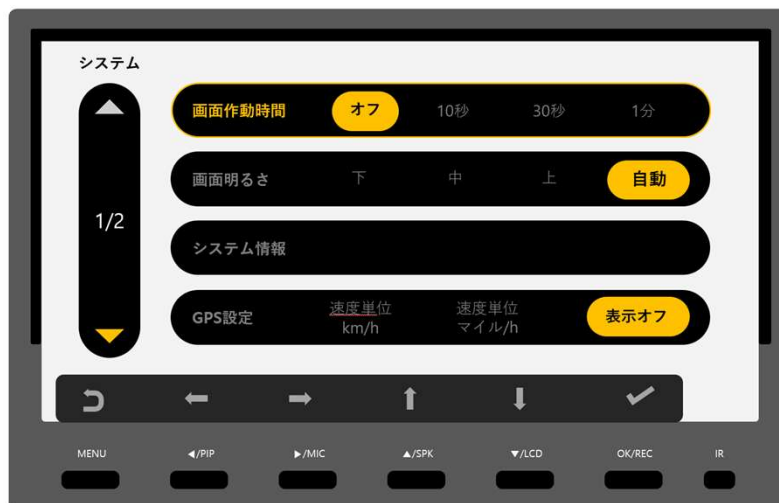 システム
画面作動時間 オフ 10秒 30秒 1分
画面明るさ 下 中 上 自動
1/2
システム情報
GPS設定 速度単位 km/h 速度単位 マイル/h 表示オフ
MENU ◀/PIP ▶/MIC ▲/SPK ▼/LCD OK/REC IR